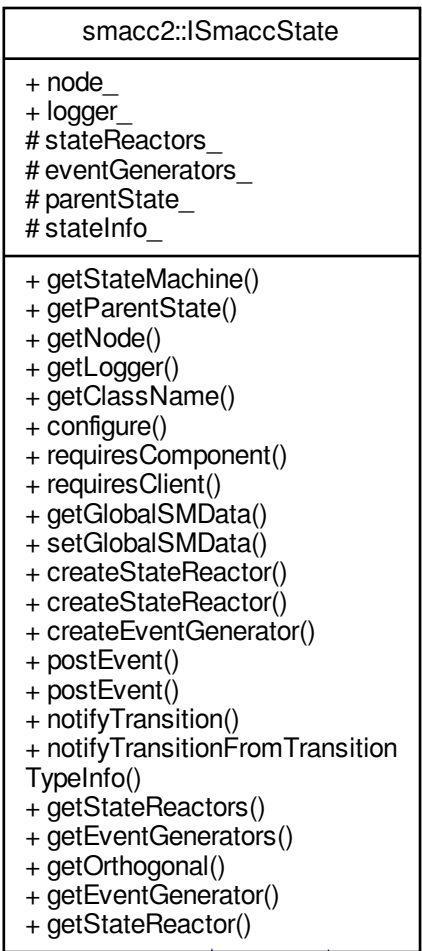 smacc2::ISmaccState
+ node_
+ logger_
# stateReactors_
# eventGenerators_
# parentState_
# stateInfo_
+ getStateMachine()
+ getParentState()
+ getNode()
+ getLogger()
+ getClassName()
+ configure()
+ requiresComponent()
+ requiresClient()
+ getGlobalSMData()
+ setGlobalSMData()
+ createStateReactor()
+ createStateReactor()
+ createEventGenerator()
+ postEvent()
+ postEvent()
+ notifyTransition()
+ notifyTransitionFromTransition
TypeInfo()
+ getStateReactors()
+ getEventGenerators()
+ getOrthogonal()
+ getEventGenerator()
+ getStateReactor()